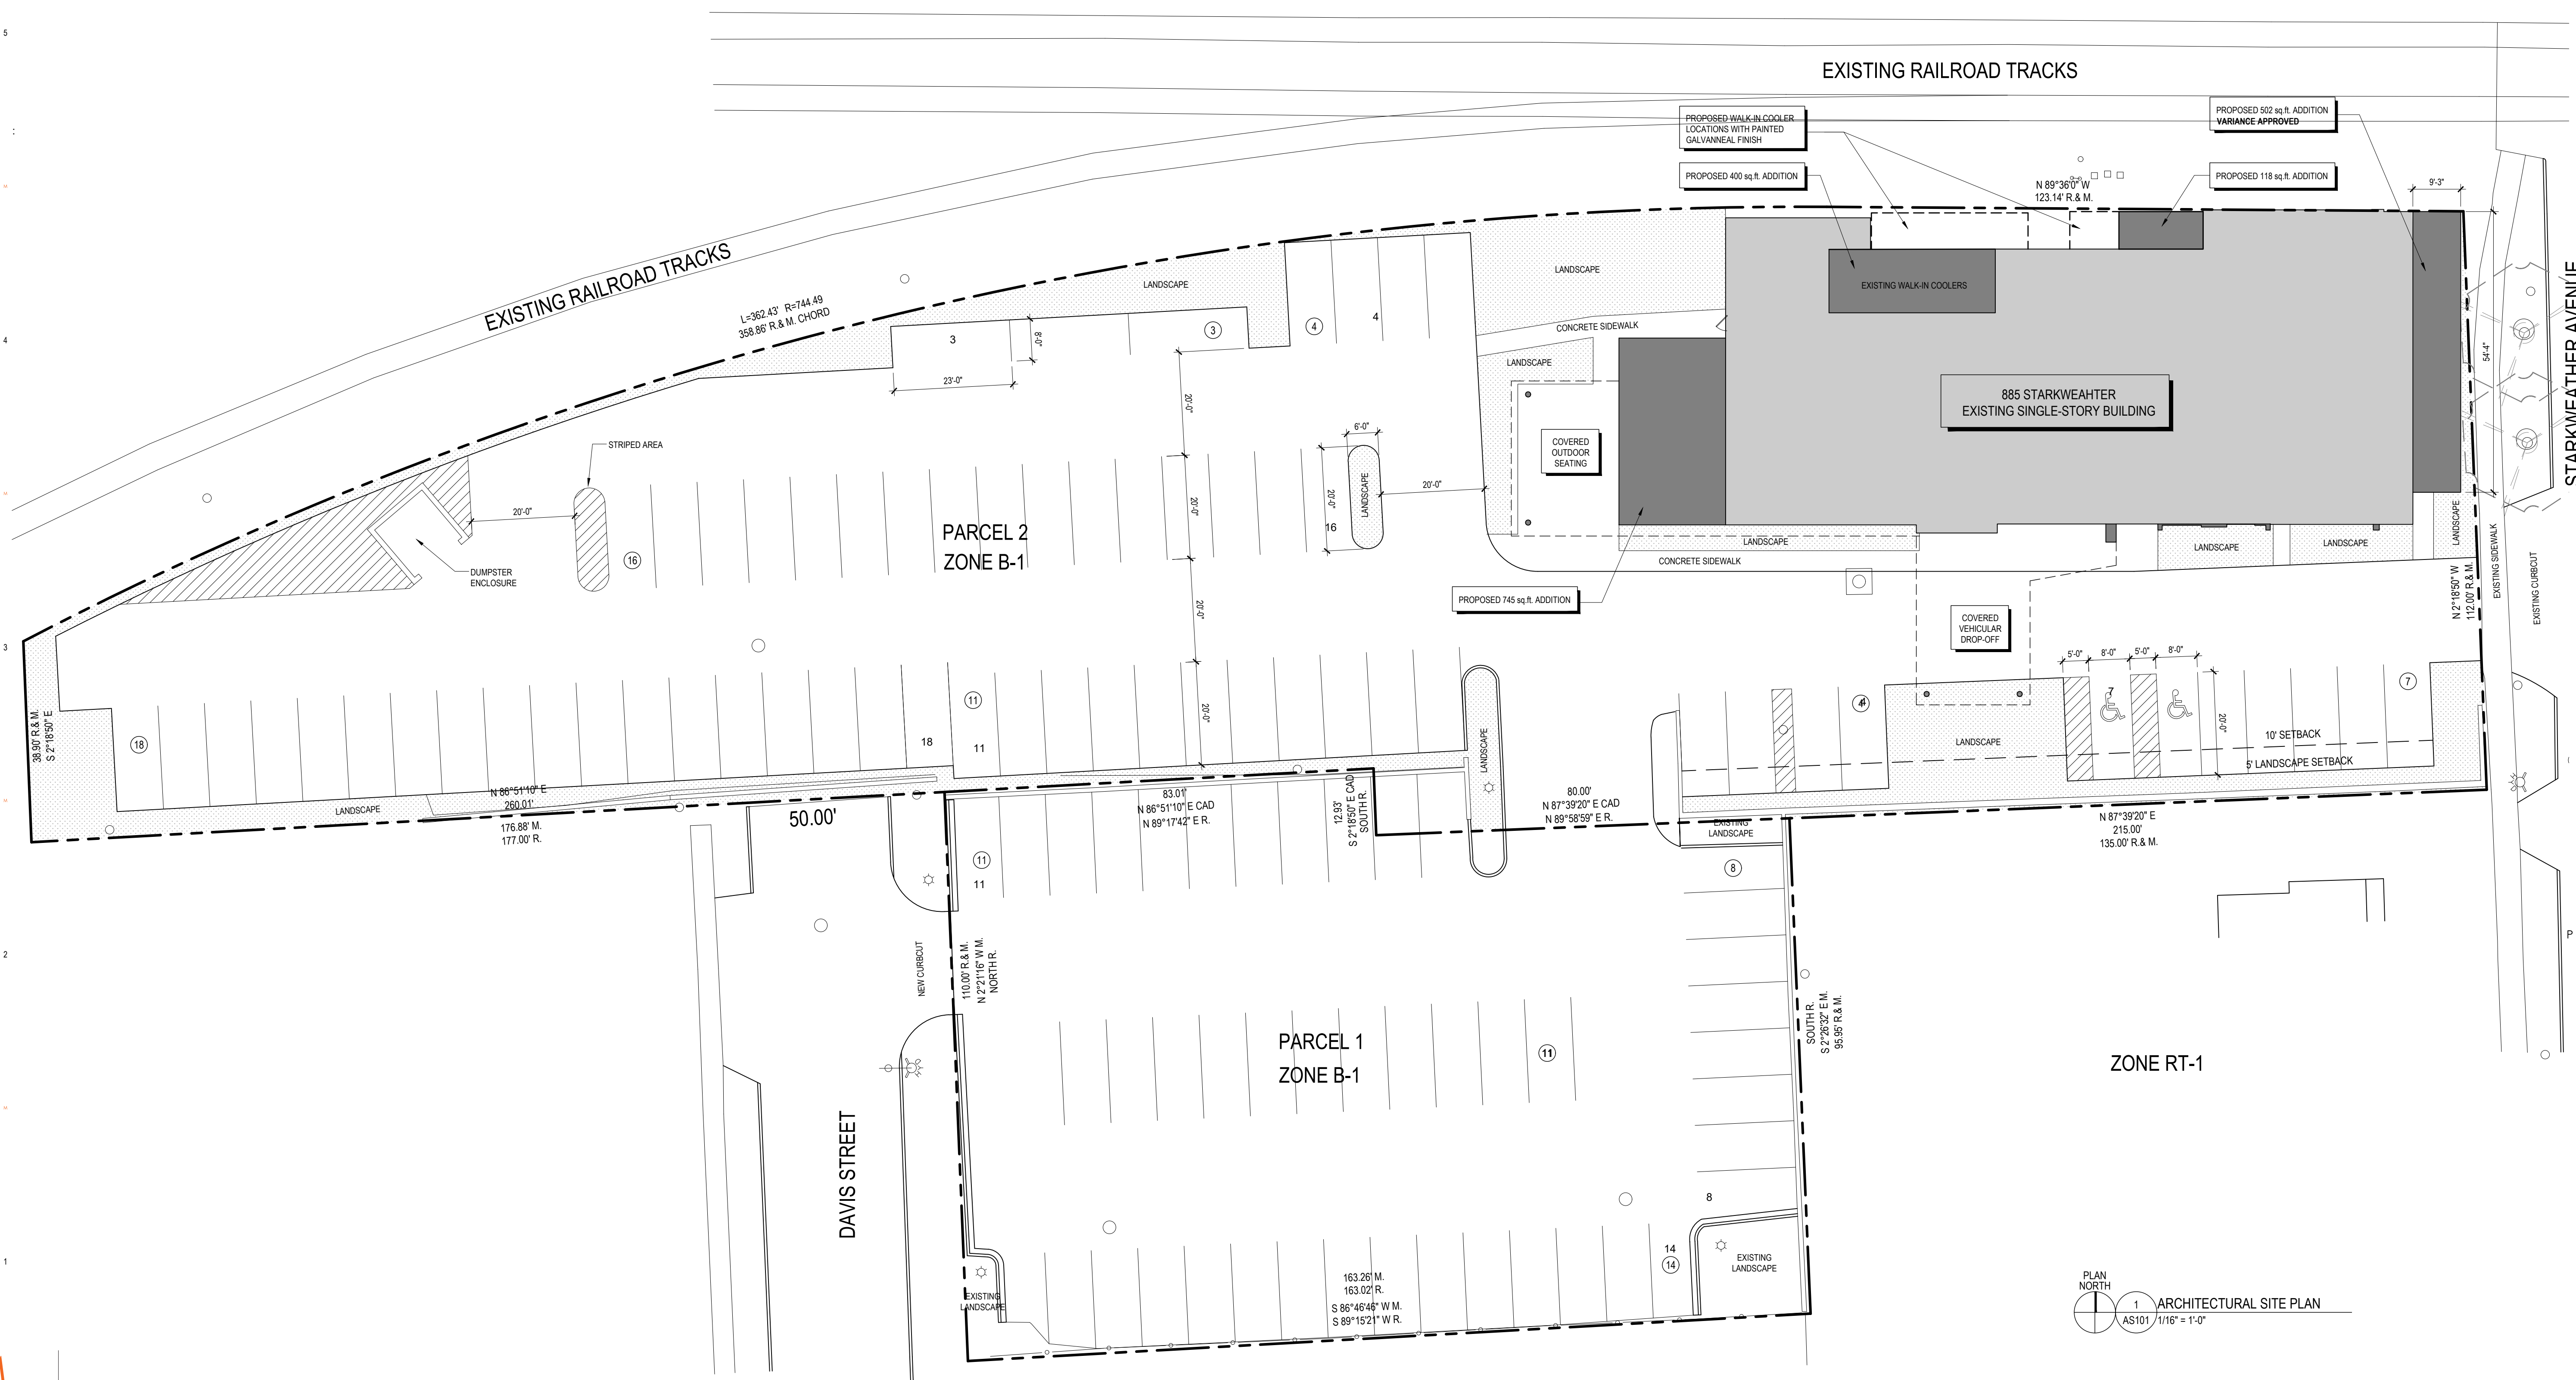 5
EXISTING RAILROAD TRACKS
PROPOSED WALK-IN COOLER
LOCATIONS WITH PAINTED
GALVANNEAL FINISH
PROPOSED 502 sq.ft. ADDITION
VARIANCE APPROVED
PROPOSED 400 sq.ft. ADDITION
PROPOSED 118 sq.ft. ADDITION
N 89°36'0" W
123.14' R.& M.
9'-3"
EXISTING RAILROAD TRACKS
L=362.43' R=744.49
358.86' R.& M. CHORD
LANDSCAPE
LANDSCAPE
EXISTING WALK-IN COOLERS
STARKWEATHER AVENUE
4
3
8'-0"
3
4
4
CONCRETE SIDEWALK
54'-4"
LANDSCAPE
23'-0"
20'-0"
885 STARKWEAHTER
EXISTING SINGLE-STORY BUILDING
STRIPED AREA
6'-0"
COVERED
OUTDOOR
SEATING
20'-0"
20'-0"
20'-0"
20'-0"
LANDSCAPE
16
PARCEL 2
ZONE B-1
16
DUMPSTER
ENCLOSURE
LANDSCAPE
LANDSCAPE
LANDSCAPE
LANDSCAPE
CONCRETE SIDEWALK
EXISTING SIDEWALK
EXISTING CURBCUT
N 2°18'50" W
112.00' R.& M.
PROPOSED 745 sq.ft. ADDITION
20'-0"
COVERED
VEHICULAR
DROP-OFF
3
5'-0"
8'-0"
5'-0"
8'-0"
7
7
4
4
11
18
18
11
20'-0"
20'-0"
38.90' R.& M.
S 2°18'50" E
LANDSCAPE
LANDSCAPE
10' SETBACK
5' LANDSCAPE SETBACK
N 86°51'10" E
260.01'
LANDSCAPE
176.88' M.
177.00' R.
50.00'
83.01'
N 86°51'10" E CAD
N 89°17'42" E R.
12.93'
S 2°18'50" E CAD
SOUTH R.
80.00'
N 87°39'20" E CAD
N 89°58'59" E R.
EXISTING
LANDSCAPE
N 87°39'20" E
215.00'
135.00' R.& M.
11
11
8
2
P
NEW CURBCUT
110.00' R.& M.
N 2°21'16" W M.
NORTH R.
SOUTH R.
S 2°26'32" E M.
95.95' R.& M.
PARCEL 1
ZONE B-1
11
ZONE RT-1
DAVIS STREET
8
1
14
14
EXISTING
LANDSCAPE
EXISTING
LANDSCAPE
163.26' M.
163.02' R.
S 86°46'46" W M.
S 89°15'21" W R.
PLAN
NORTH
1
AS101
ARCHITECTURAL SITE PLAN
1/16" = 1'-0"